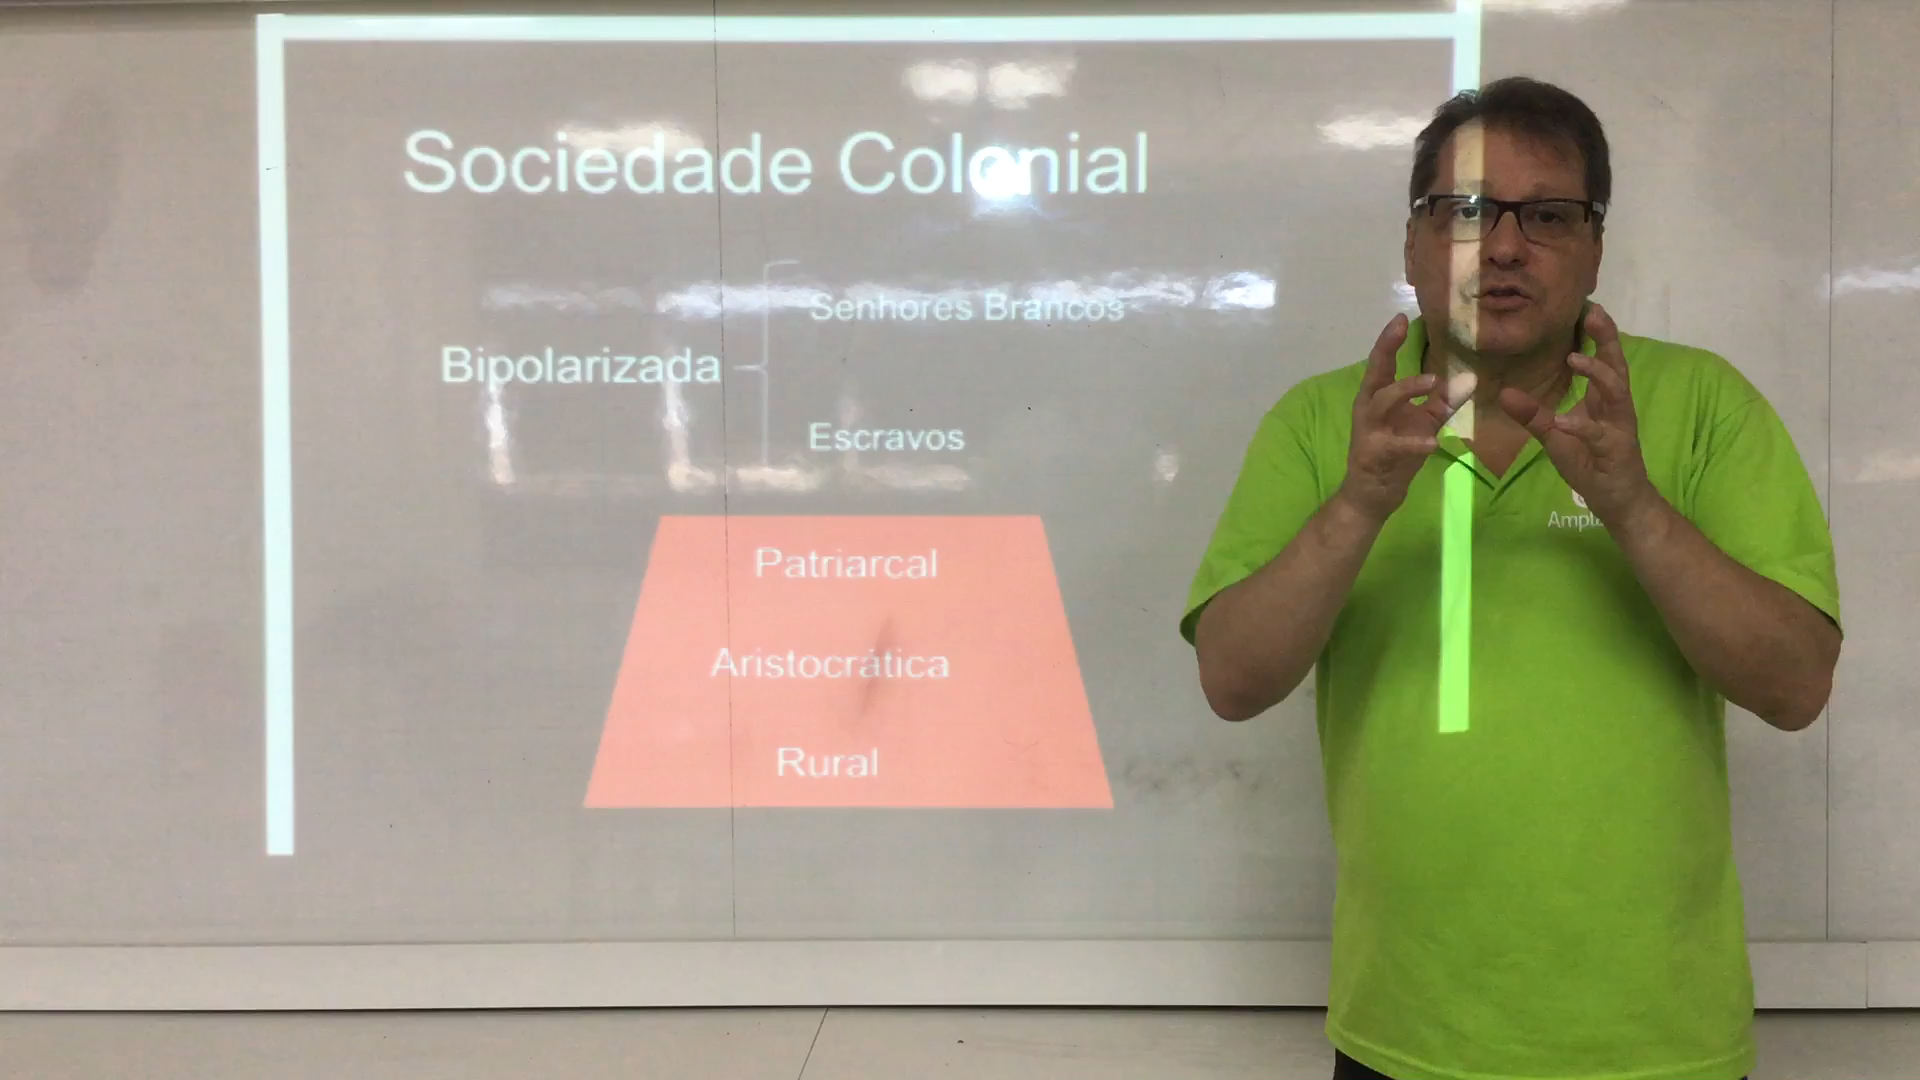 Sociedade Colonial
Senhores Brancos
Bipolarizada
Escravos
Patriarcal
Aristocrática
Rural